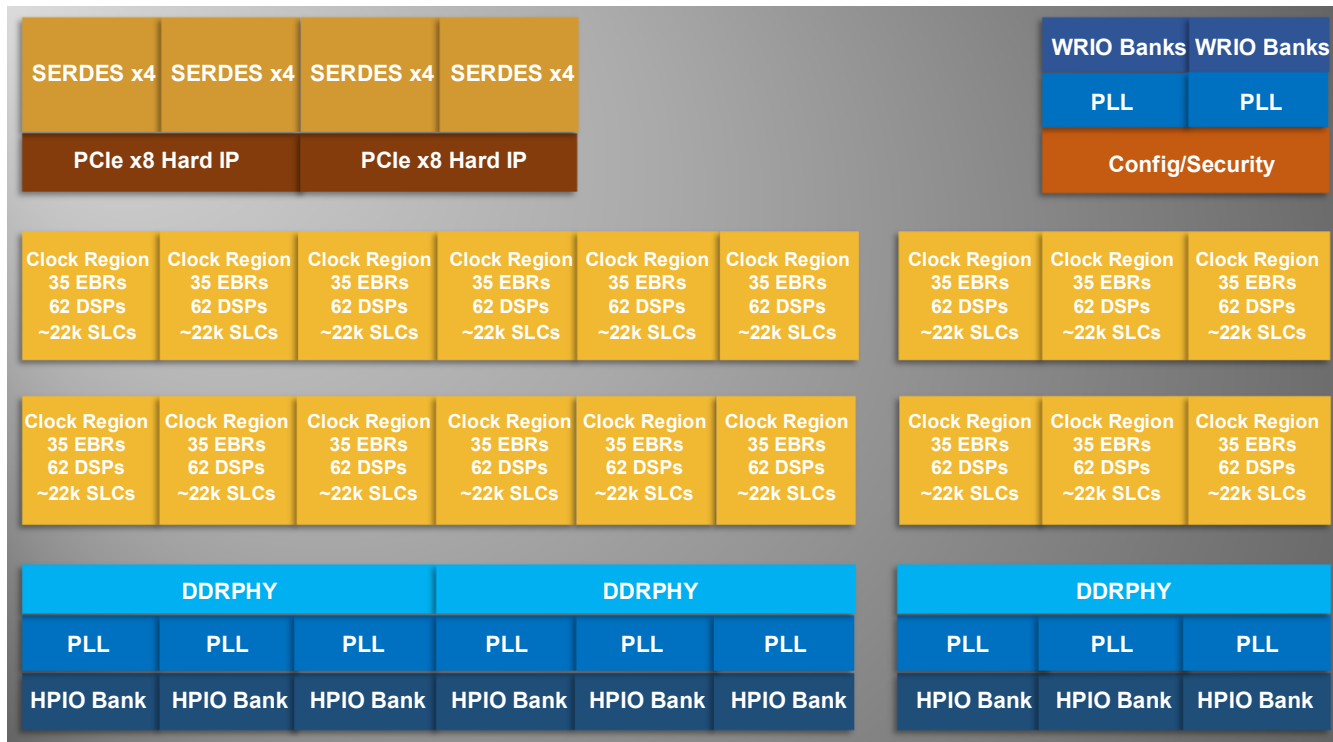 SERDES x4 SERDES x4 SERDES x4 SERDES x4
WRIO Banks WRIO Banks
PLL PLL
PCIe x8 Hard IP PCIe x8 Hard IP
Config/Security
Clock Region Clock Region Clock Region Clock Region Clock Region Clock Region Clock Region Clock Region Clock Region
35 EBRs 35 EBRs 35 EBRs 35 EBRs 35 EBRs 35 EBRs 35 EBRs 35 EBRs 35 EBRs
62 DSPs 62 DSPs 62 DSPs 62 DSPs 62 DSPs 62 DSPs 62 DSPs 62 DSPs 62 DSPs
~22k SLCs ~22k SLCs ~22k SLCs ~22k SLCs ~22k SLCs ~22k SLCs ~22k SLCs ~22k SLCs ~22k SLCs
Clock Region Clock Region Clock Region Clock Region Clock Region Clock Region Clock Region Clock Region Clock Region
35 EBRs 35 EBRs 35 EBRs 35 EBRs 35 EBRs 35 EBRs 35 EBRs 35 EBRs 35 EBRs
62 DSPs 62 DSPs 62 DSPs 62 DSPs 62 DSPs 62 DSPs 62 DSPs 62 DSPs 62 DSPs
~22k SLCs ~22k SLCs ~22k SLCs ~22k SLCs ~22k SLCs ~22k SLCs ~22k SLCs ~22k SLCs ~22k SLCs
DDRPHY DDRPHY DDRPHY
PLL PLL PLL PLL PLL PLL PLL PLL PLL
HPIO Bank HPIO Bank HPIO Bank HPIO Bank HPIO Bank HPIO Bank HPIO Bank HPIO Bank HPIO Bank